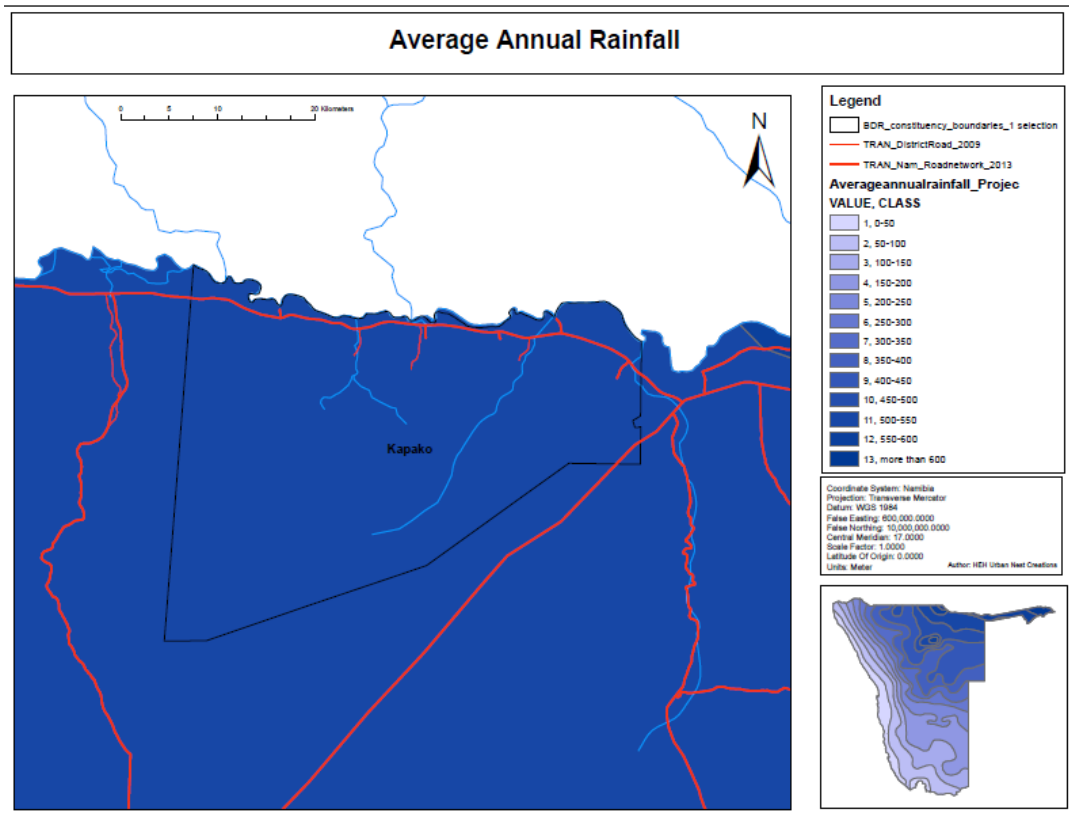 Average Annual Rainfall
0 5 10 20 Kilometers
N
Kapako
Legend
BDR_constituency_boundaries_1 selection
TRAN_DistrictRoad_2009
TRAN_Nam_Roadnetwork_2013
Averageannualrainfall_Projec
VALUE, CLASS
1, 0-50
2, 50-100
3, 100-150
4, 150-200
5, 200-250
6, 250-300
7, 300-350
8, 350-400
9, 400-450
10, 450-500
11, 500-550
12, 550-600
13, more than 600
Coordinate System: Namibia
Projection: Transverse Mercator
Datum: WGS 1984
False Easting: 600,000.0000
False Northing: 10,000,000.0000
Central Meridian: 17.0000
Scale Factor: 1.0000
Latitude Of Origin: 0.0000
Units: Meter
Author: HEH Urban Nest Creations